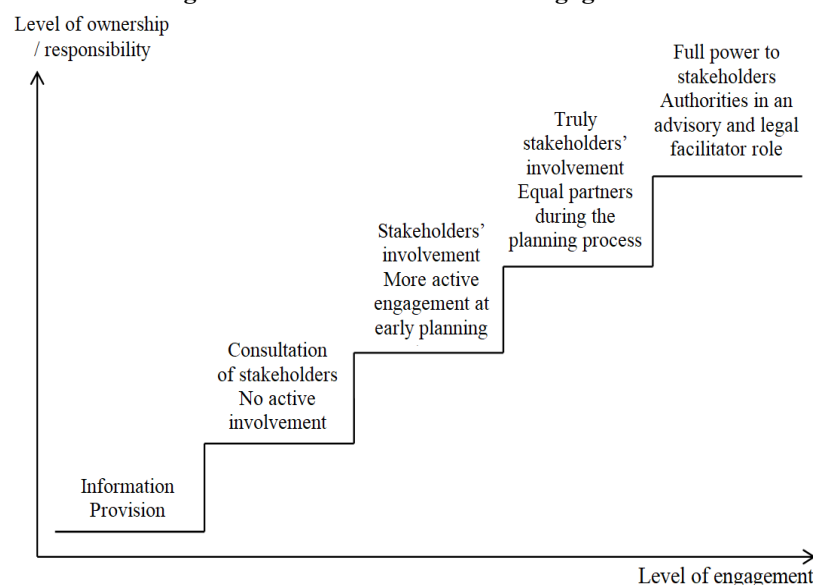 Level of ownership
/ responsibility
Full power to
stakeholders
Authorities in an
advisory and legal
facilitator role
Truly
stakeholders’
involvement
Equal partners
during the
planning process
Stakeholders’
involvement
More active
engagement at
early planning
Consultation
of stakeholders
No active
involvement
Information
Provision
Level of engagement